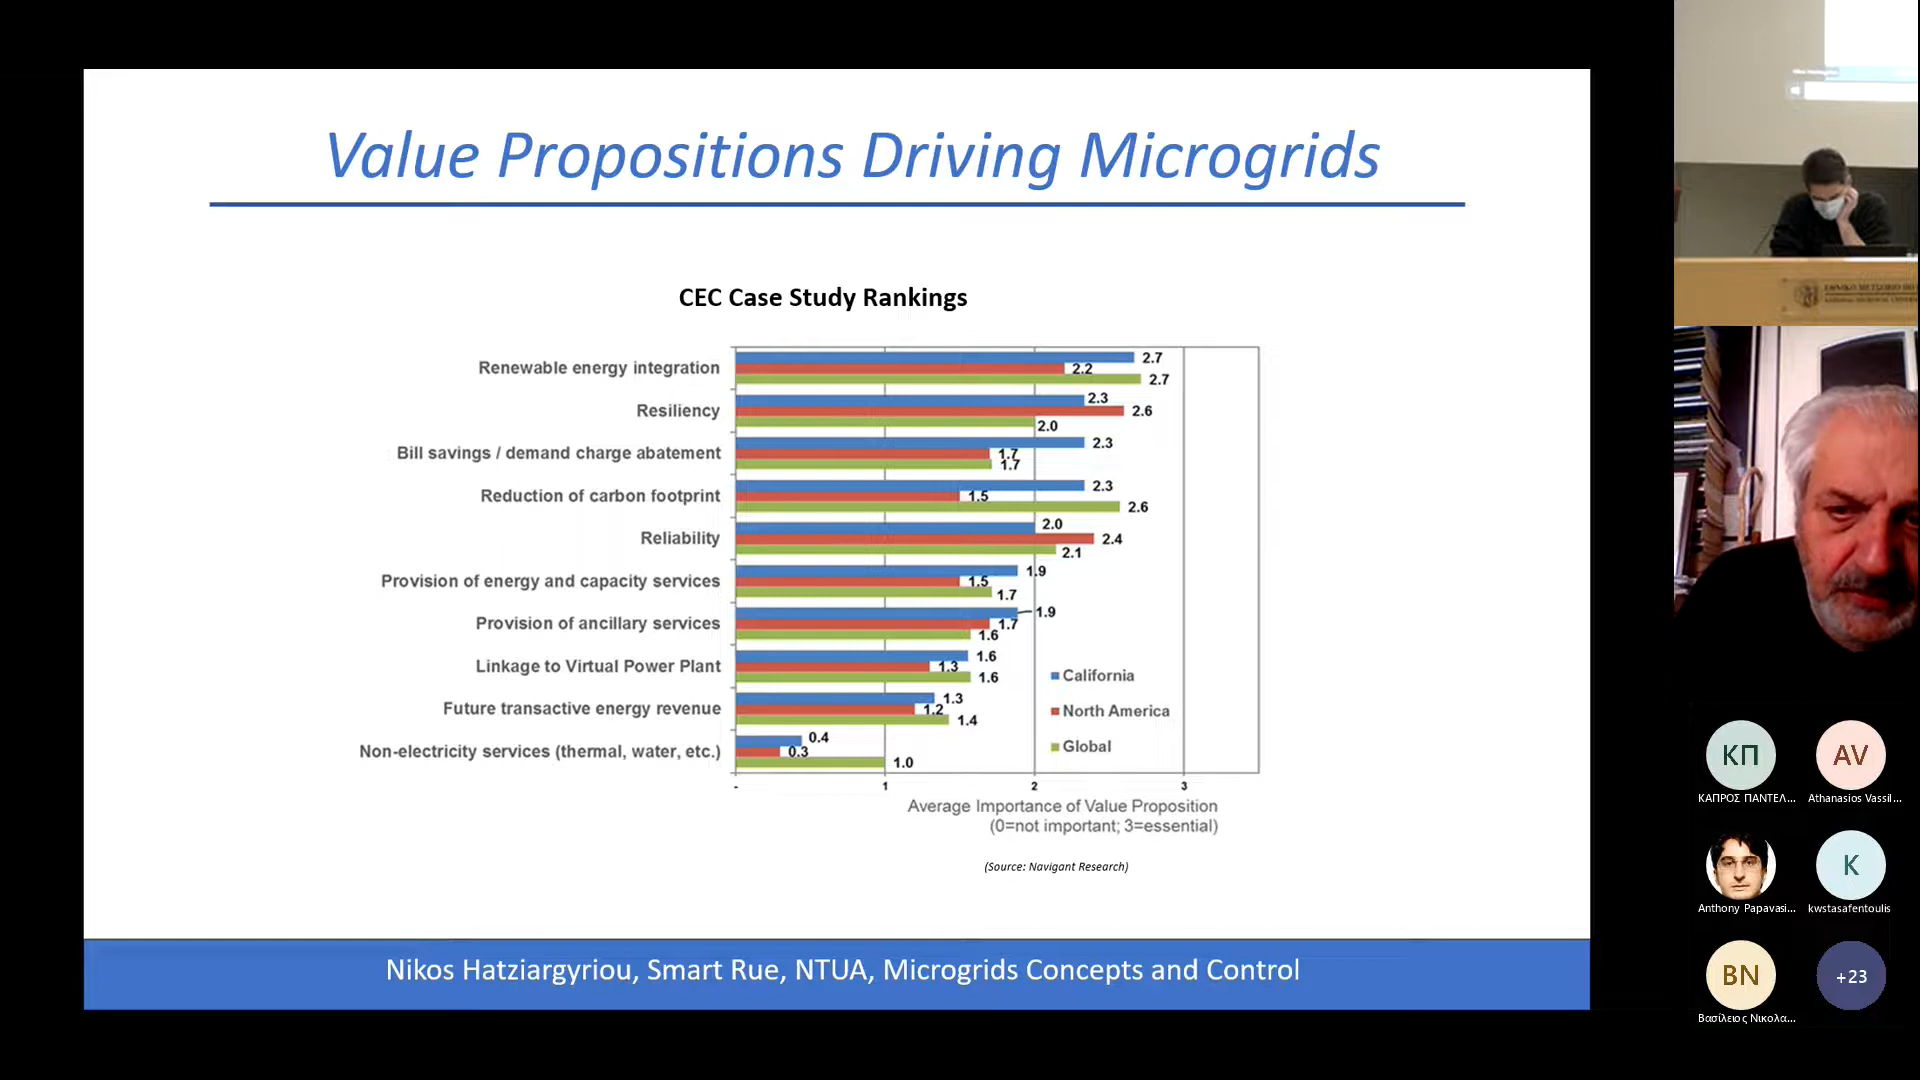 Value Propositions Driving Microgrids
CEC Case Study Rankings
Renewable energy integration
2.7
2.2
2.7
Resiliency
2.3
2.6
2.0
Bill savings / demand charge abatement
2.3
1.7
1.7
Reduction of carbon footprint
2.3
1.5
2.6
Reliability
2.0
2.4
2.1
Provision of energy and capacity services
1.9
1.5
1.7
Provision of ancillary services
1.9
1.7
1.6
Linkage to Virtual Power Plant
1.6
1.3
1.6
Future transactive energy revenue
1.3
1.2
1.4
Non-electricity services (thermal, water, etc.)
0.4
0.3
1.0
California
North America
Global
- 1 2 3
Average Importance of Value Proposition
(0=not important; 3=essential)
(Source: Navigant Research)
Nikos Hatziargyriou, Smart Rue, NTUA, Microgrids Concepts and Control
ΚΠ
ΚΑΠΡΟΣ ΠΑΝΤΕΛ...
AV
Athanasios Vassil...
Anthony Papavasi...
K
kwstasafentoulis
BN
Βασίλειος Νικολα...
+23